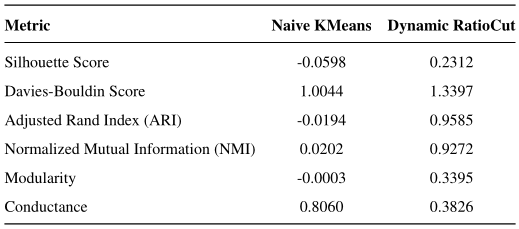 Metric Naive KMeans Dynamic RatioCut
Silhouette Score -0.0598 0.2312
Davies-Bouldin Score 1.0044 1.3397
Adjusted Rand Index (ARI) -0.0194 0.9585
Normalized Mutual Information (NMI) 0.0202 0.9272
Modularity -0.0003 0.3395
Conductance 0.8060 0.3826